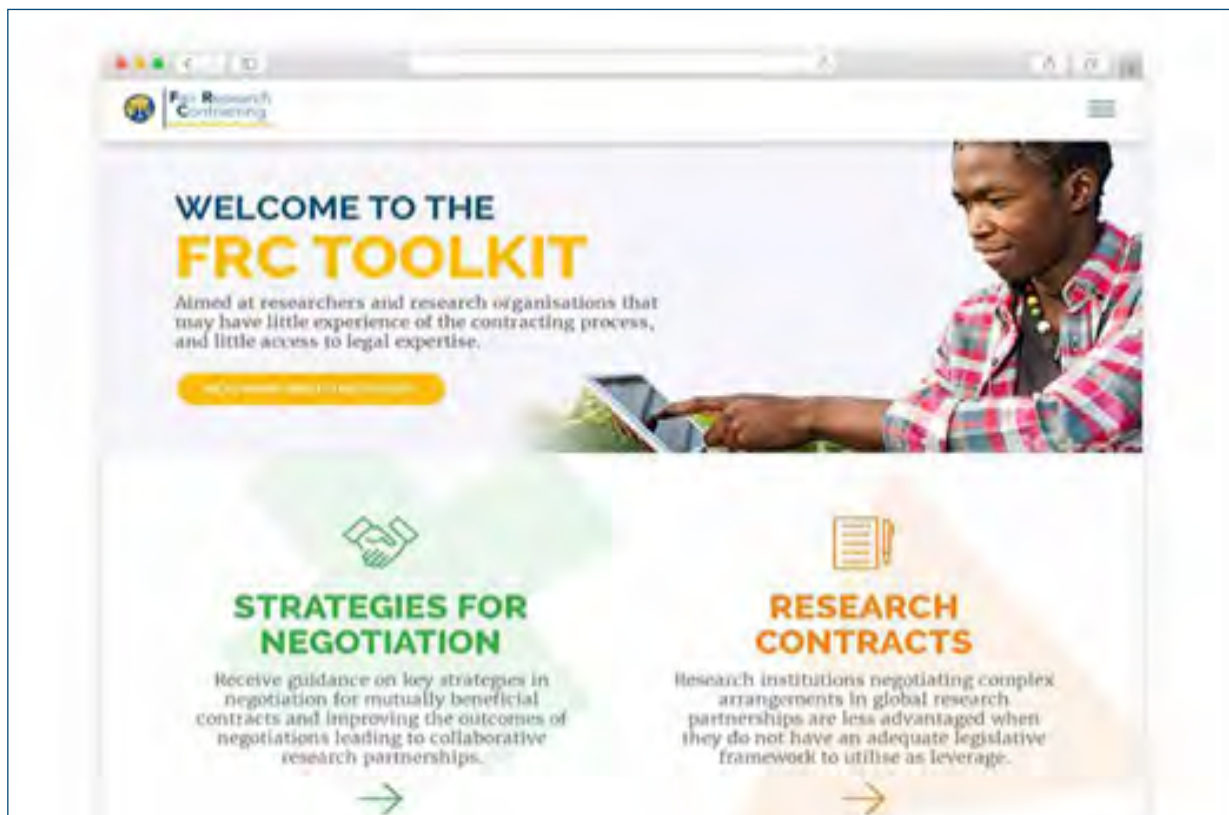 Fair Research
Contracting
WELCOME TO THE
FRC TOOLKIT
Aimed at researchers and research organisations that
may have little experience of the contracting process,
and little access to legal expertise.
STRATEGIES FOR
NEGOTIATION
Receive guidance on key strategies in
negotiation for mutually beneficial
contracts and improving the outcomes of
negotiations leading to collaborative
research partnerships.
RESEARCH
CONTRACTS
Research institutions negotiating complex
arrangements in global research
partnerships are less advantaged when
they do not have an adequate legislative
framework to utilise as leverage.